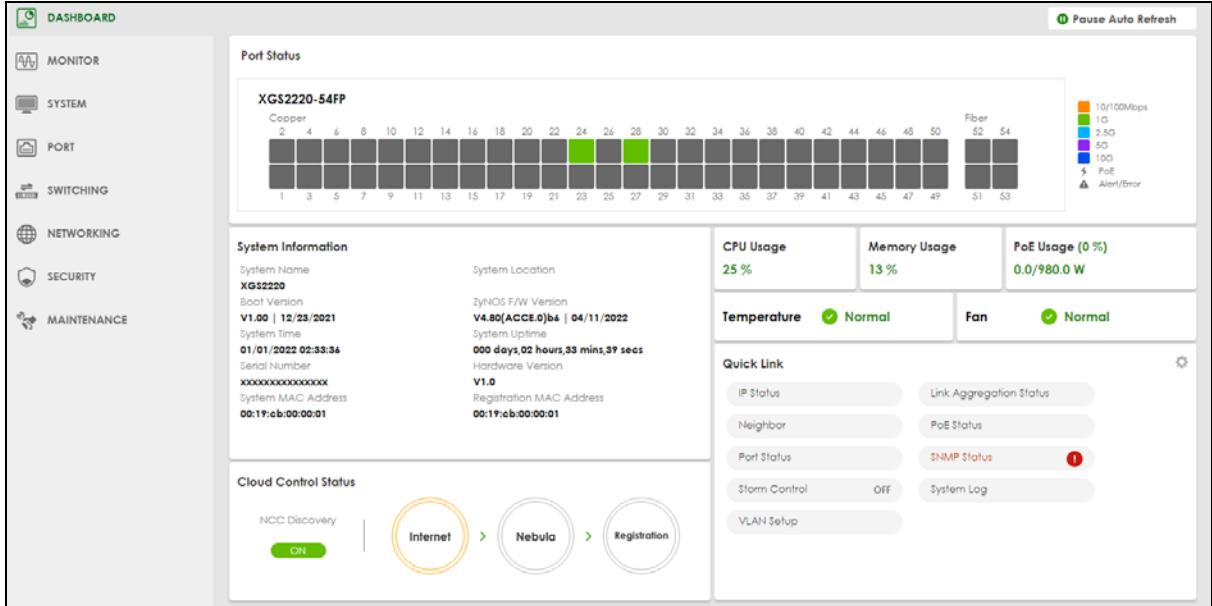 DASHBOARD
Pause Auto Refresh
MONITOR
SYSTEM
PORT
SWITCHING
NETWORKING
SECURITY
MAINTENANCE
Port Status
XGS2220-54FP
Copper
Fiber
2 4 6 8 10 12 14 16 18 20 22 24 26 28 30 32 34 36 38 40 42 44 46 48 50 52 54
1 3 5 7 9 11 13 15 17 19 21 23 25 27 29 31 33 35 37 39 41 43 45 47 49 51 53
10/100Mbps
1G
2.5G
5G
10G
PoE
Alert/Error
System Information
System Name System Location
XGS2220
Boot Version ZyNOS F/W Version
V1.00 | 12/23/2021 V4.80(ACCE.0)b6 | 04/11/2022
System Time System Uptime
01/01/2022 02:33:36 000 days,02 hours,33 mins,39 secs
Serial Number Hardware Version
xxxxxxxxxxxxxxx V1.0
System MAC Address Registration MAC Address
00:19:cb:00:00:01 00:19:cb:00:00:01
CPU Usage
25 %
Memory Usage
13 %
PoE Usage (0 %)
0.0/980.0 W
Temperature Normal
Fan Normal
Quick Link
IP Status Link Aggregation Status
Neighbor PoE Status
Port Status SNMP Status
Storm Control OFF System Log
VLAN Setup
Cloud Control Status
NCC Discovery
ON
Internet > Nebula > Registration